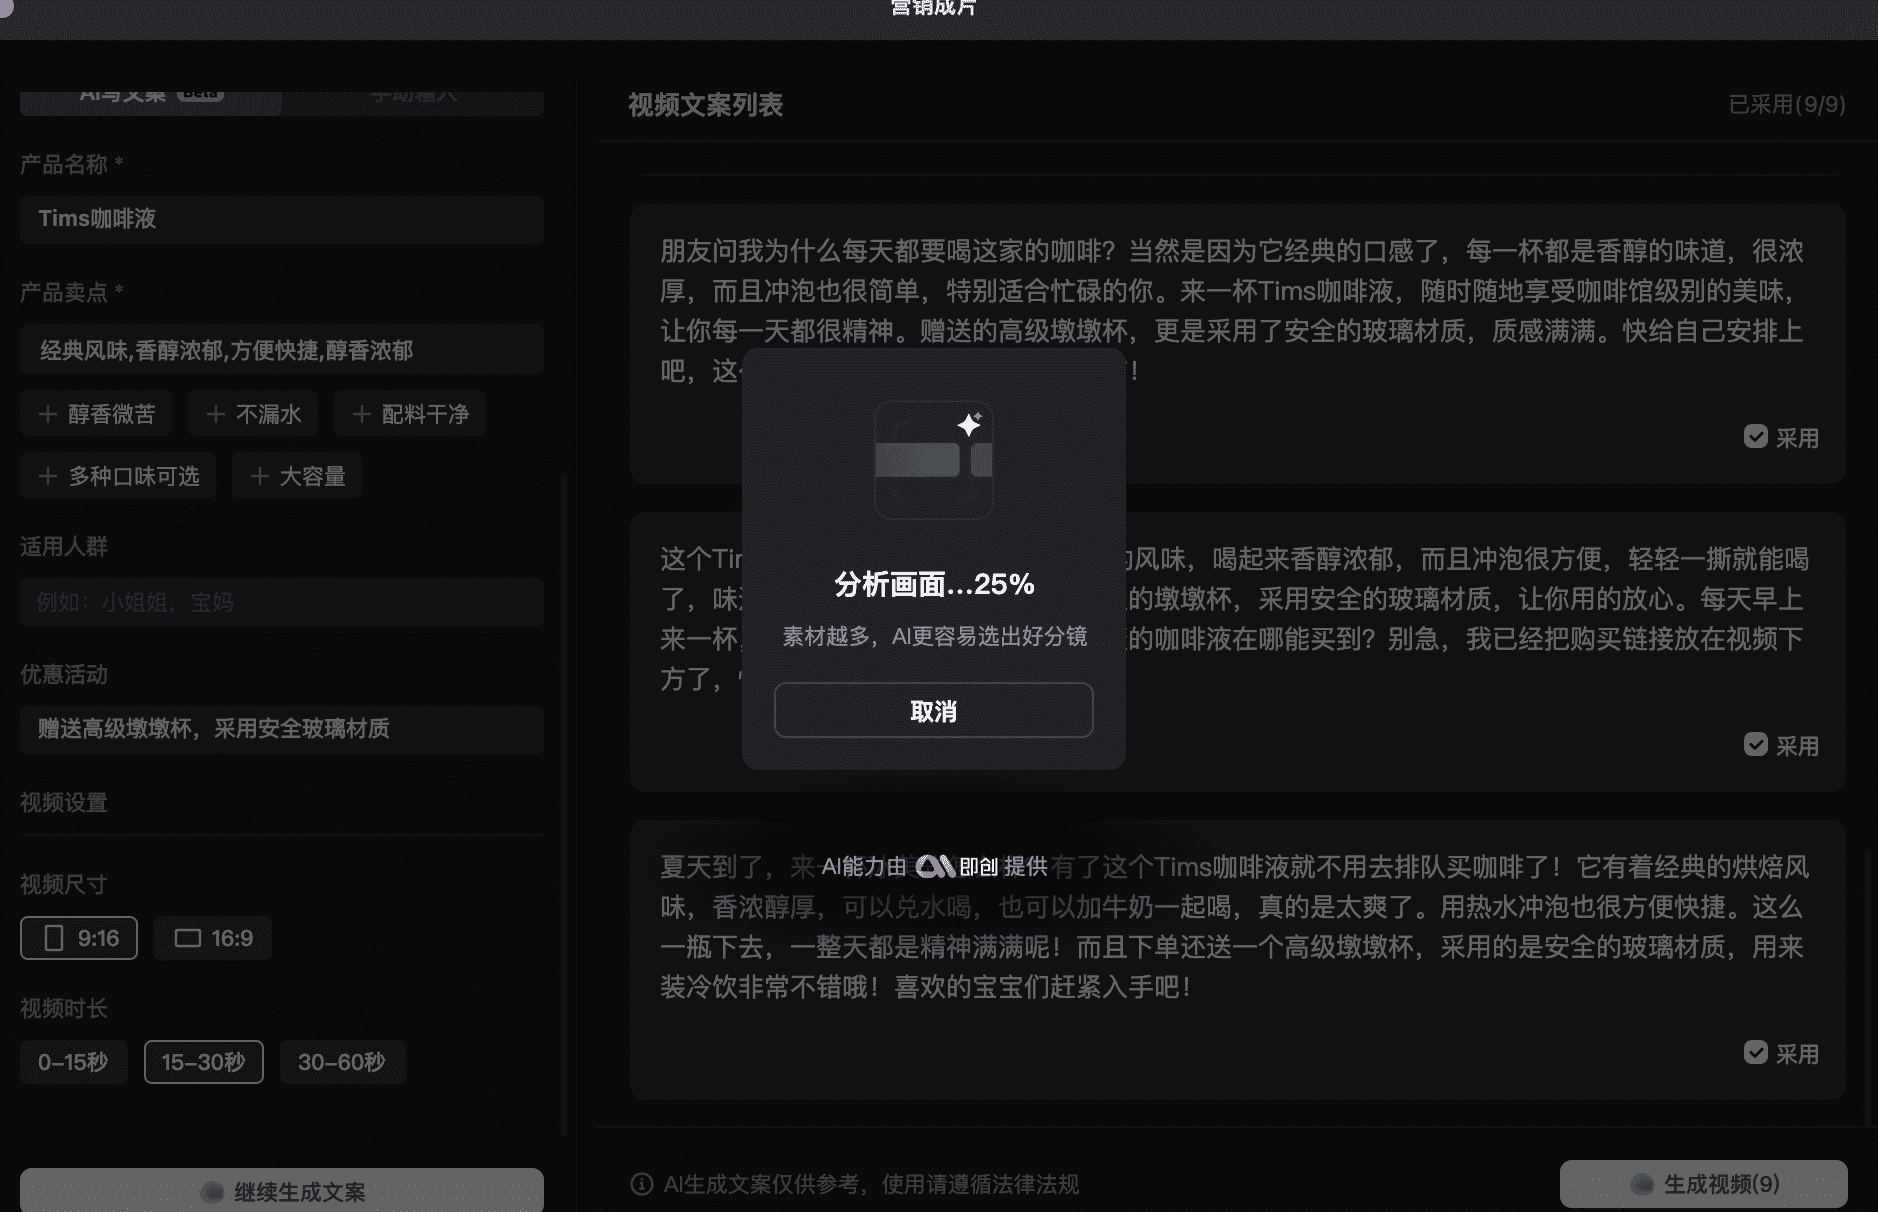 营销成片
AI写文案 Beta
手动输入
产品名称 *
Tims咖啡液
产品卖点 *
经典风味,香醇浓郁,方便快捷,醇香浓郁
+ 醇香微苦
+ 不漏水
+ 配料干净
+ 多种口味可选
+ 大容量
适用人群
例如：小姐姐，宝妈
优惠活动
赠送高级墩墩杯，采用安全玻璃材质
视频设置
视频尺寸
9:16
16:9
视频时长
0-15秒
15-30秒
30-60秒
继续生成文案
视频文案列表
已采用(9/9)
朋友问我为什么每天都要喝这家的咖啡？当然是因为它经典的口感了，每一杯都是香醇的味道，很浓
厚，而且冲泡也很简单，特别适合忙碌的你。来一杯Tims咖啡液，随时随地享受咖啡馆级别的美味，
让你每一天都很精神。赠送的高级墩墩杯，更是采用了安全的玻璃材质，质感满满。快给自己安排上
吧，这 ！
采用
这个Tim 风味，喝起来香醇浓郁，而且冲泡很方便，轻轻一撕就能喝
了，味 的墩墩杯，采用安全的玻璃材质，让你用的放心。每天早上
来一杯， 的咖啡液在哪能买到？别急，我已经把购买链接放在视频下
方了，
采用
夏天到了，来一 有了这个Tims咖啡液就不用去排队买咖啡了！它有着经典的烘焙风
味，香浓醇厚，可以兑水喝，也可以加牛奶一起喝，真的是太爽了。用热水冲泡也很方便快捷。这么
一瓶下去，一整天都是精神满满呢！而且下单还送一个高级墩墩杯，采用的是安全的玻璃材质，用来
装冷饮非常不错哦！喜欢的宝宝们赶紧入手吧！
采用
分析画面...25%
素材越多，AI更容易选出好分镜
取消
AI能力由 即创 提供
AI生成文案仅供参考，使用请遵循法律法规
生成视频(9)